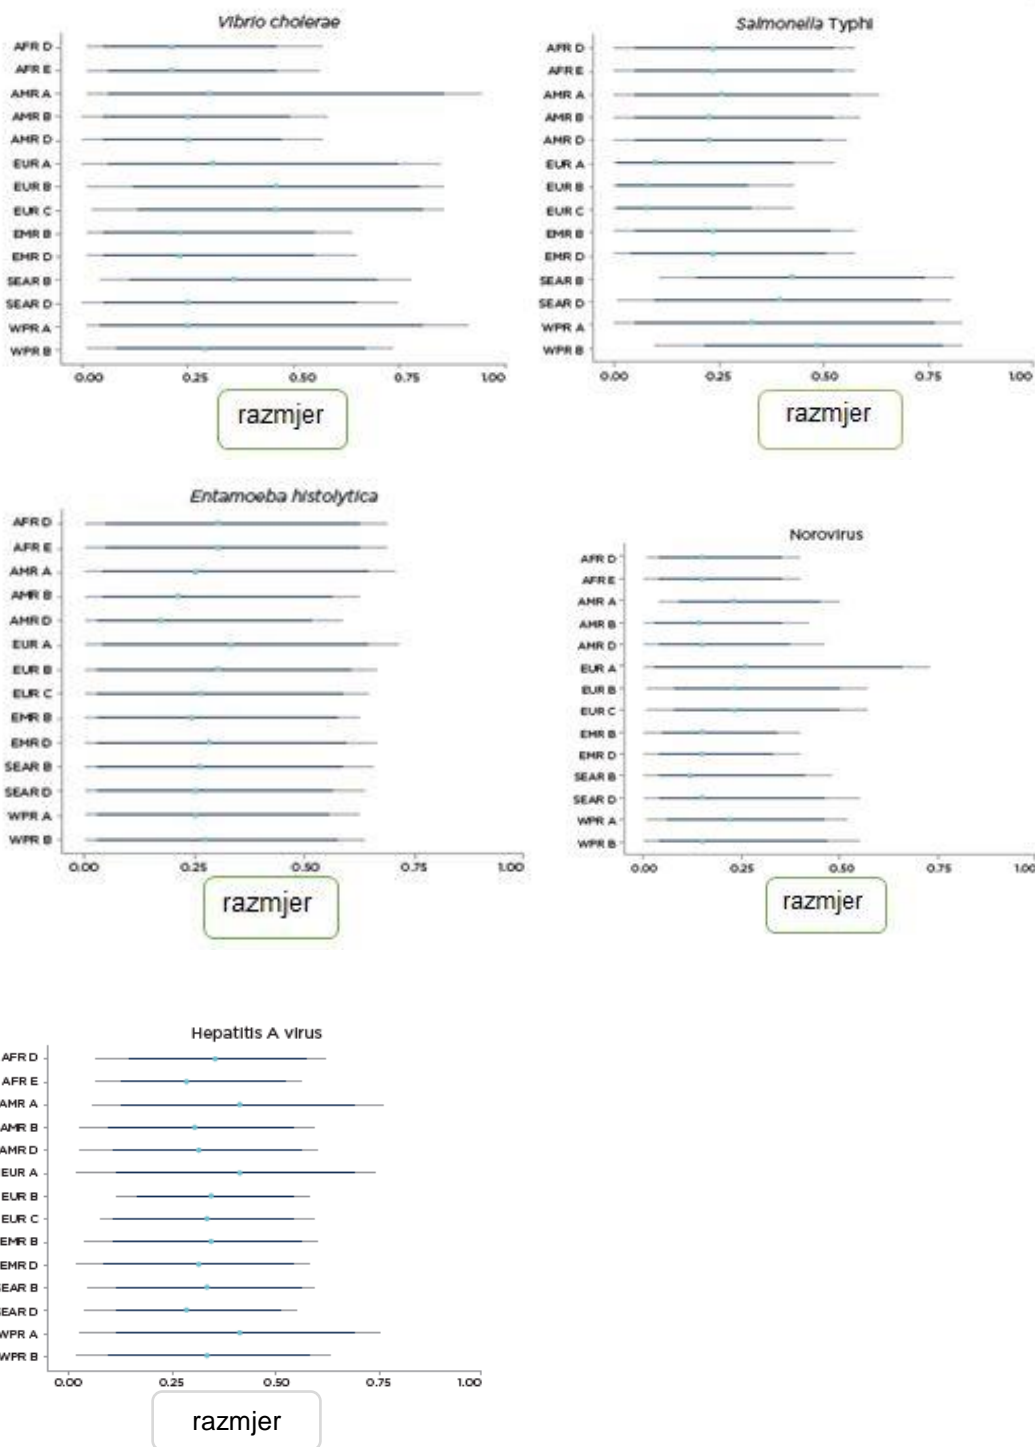 Vibrio cholerae
AFR D
AFR E
AMR A
AMR B
AMR D
EUR A
EUR B
EUR C
EMR B
EMR D
SEAR B
SEAR D
WPR A
WPR B
0.00 0.25 0.50 0.75 1.00
razmjer
Salmonella Typhi
AFR D
AFR E
AMR A
AMR B
AMR D
EUR A
EUR B
EUR C
EMR B
EMR D
SEAR B
SEAR D
WPR A
WPR B
0.00 0.25 0.50 0.75 1.00
razmjer
Entamoeba histolytica
AFR D
AFR E
AMR A
AMR B
AMR D
EUR A
EUR B
EUR C
EMR B
EMR D
SEAR B
SEAR D
WPR A
WPR B
0.00 0.25 0.50 0.75 1.00
razmjer
Norovirus
AFR D
AFR E
AMR A
AMR B
AMR D
EUR A
EUR B
EUR C
EMR B
EMR D
SEAR B
SEAR D
WPR A
WPR B
0.00 0.25 0.50 0.75 1.00
razmjer
Hepatitis A virus
AFR D
AFR E
AMR A
AMR B
AMR D
EUR A
EUR B
EUR C
EMR B
EMR D
SEAR B
SEAR D
WPR A
WPR B
0.00 0.25 0.50 0.75 1.00
razmjer